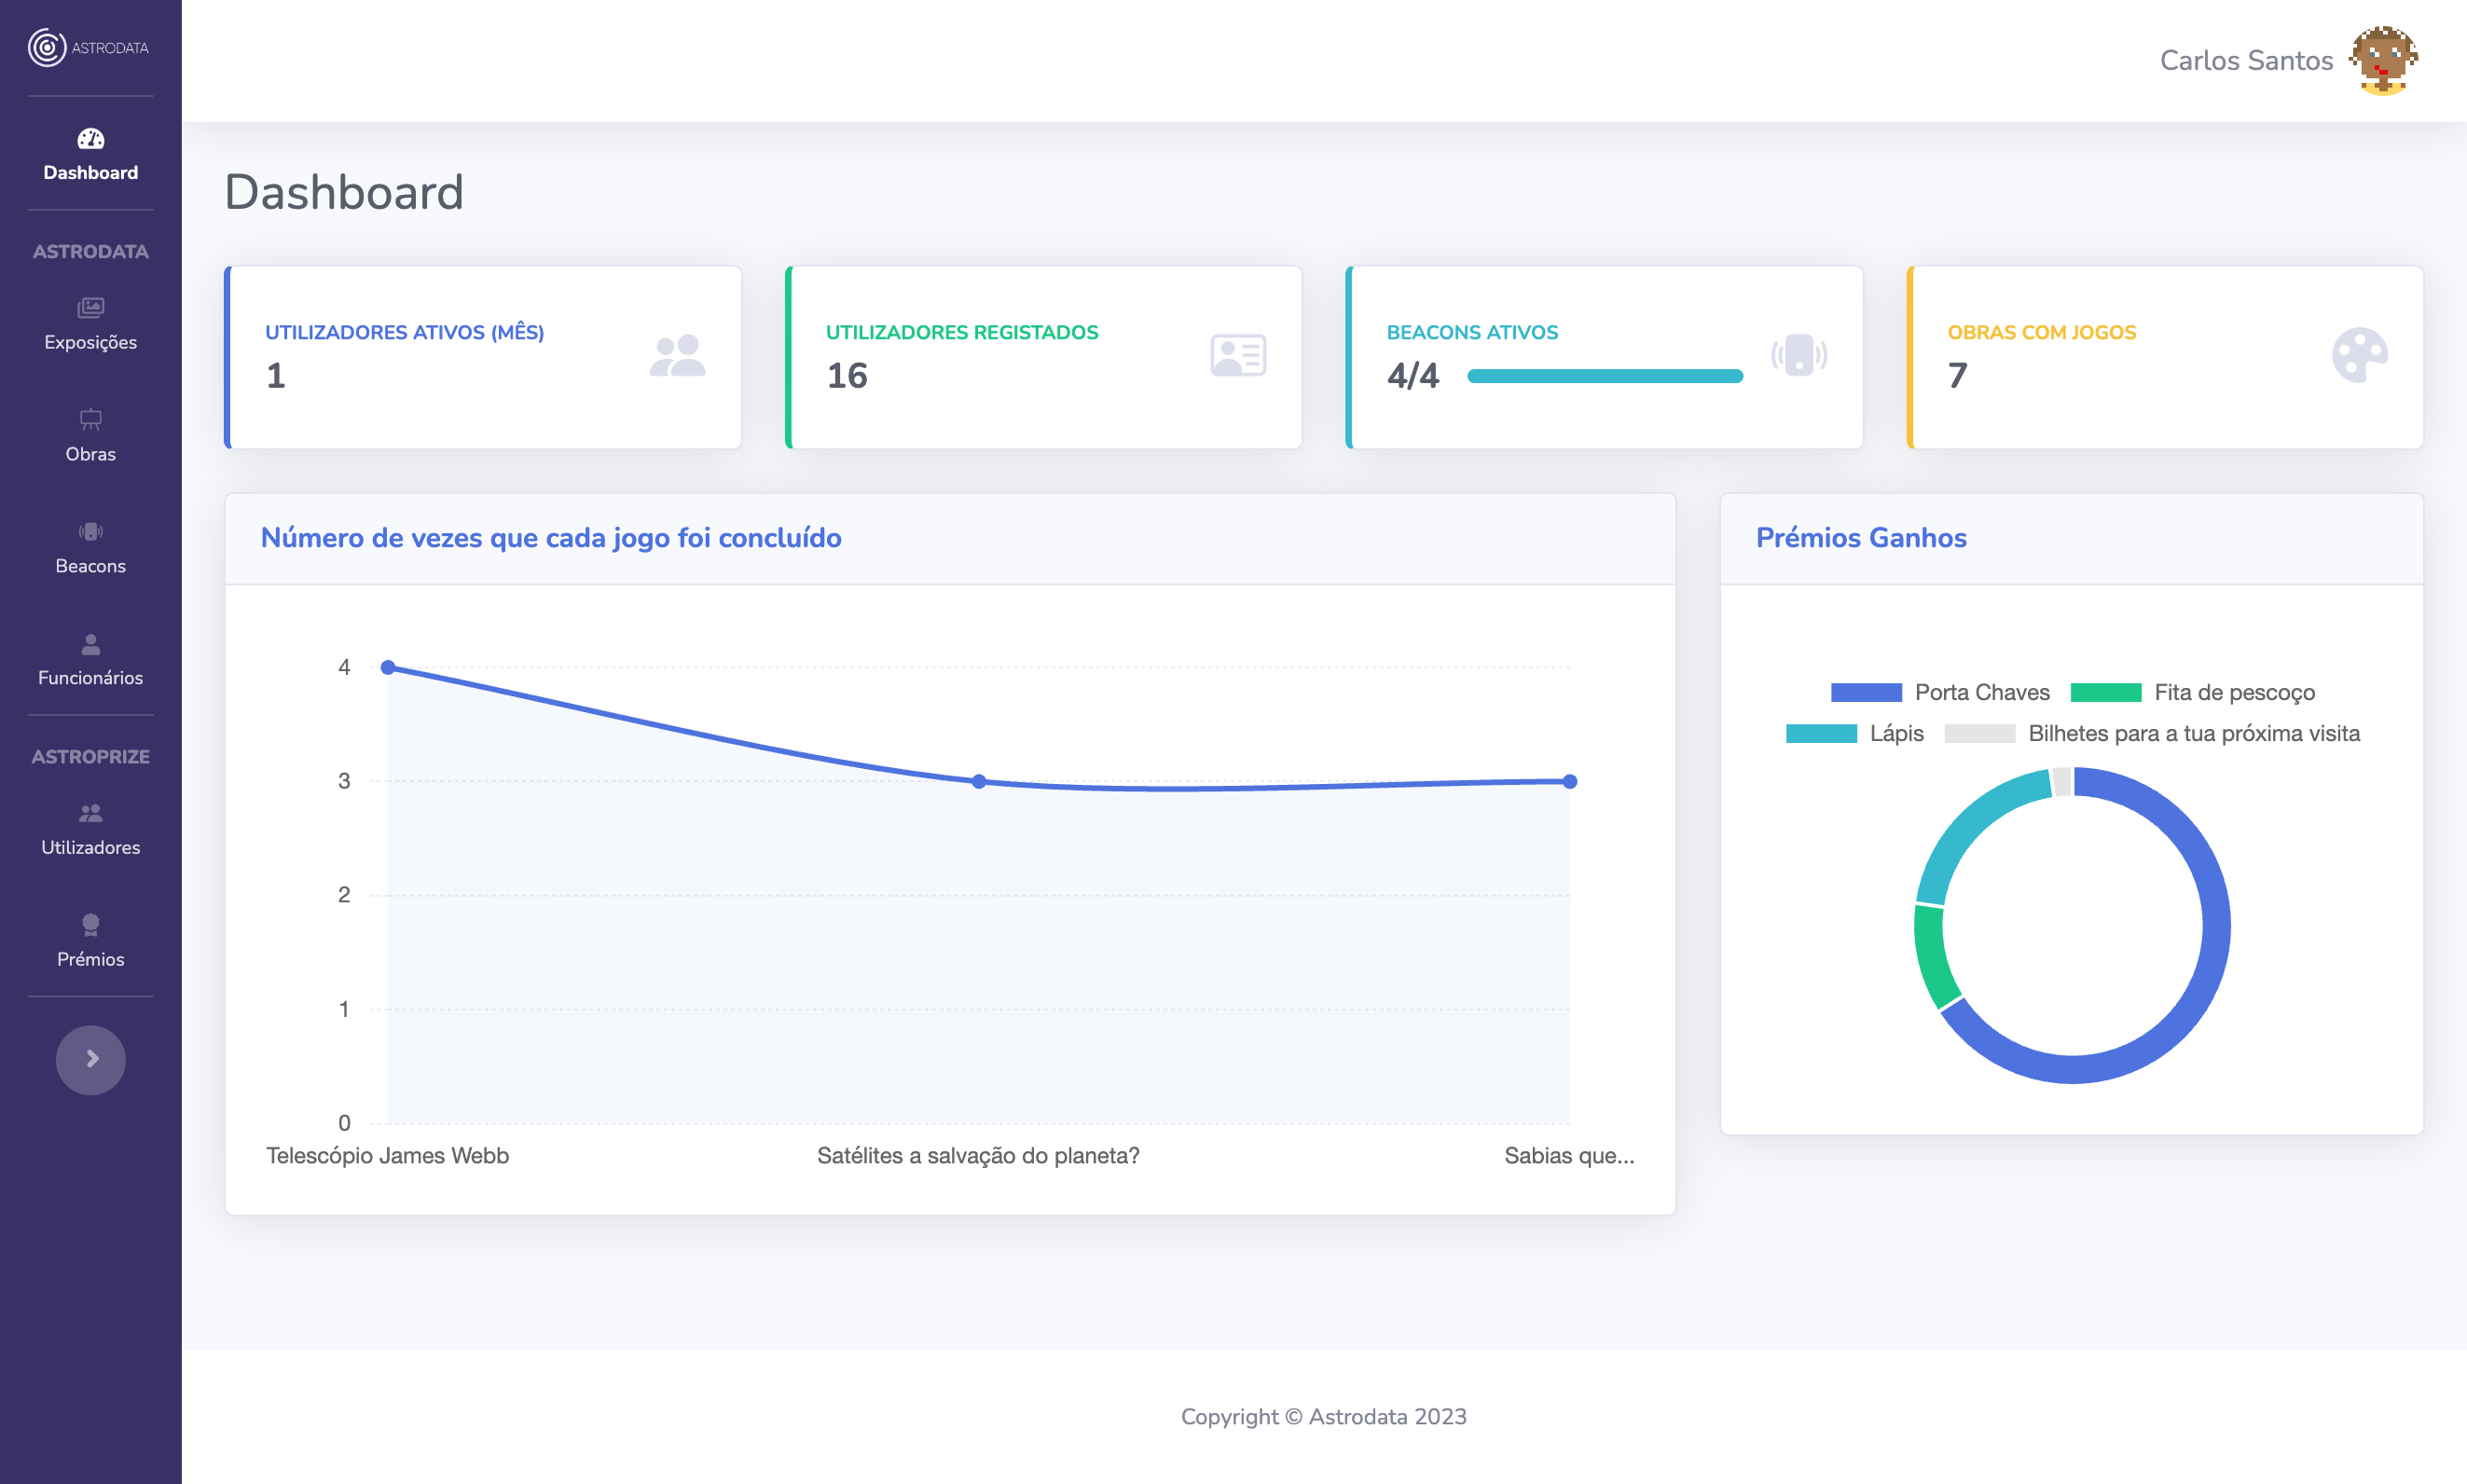 ASTRODATA
Carlos Santos
Dashboard
ASTRODATA
Exposições
Obras
Beacons
Funcionários
ASTROPRIZE
Utilizadores
Prémios
Dashboard
UTILIZADORES ATIVOS (MÊS)
1
UTILIZADORES REGISTADOS
16
BEACONS ATIVOS
4/4
OBRAS COM JOGOS
7
Número de vezes que cada jogo foi concluído
4
3
2
1
0
Telescópio James Webb
Satélites a salvação do planeta?
Sabias que...
Prémios Ganhos
Porta Chaves
Fita de pescoço
Lápis
Bilhetes para a tua próxima visita
Copyright © Astrodata 2023